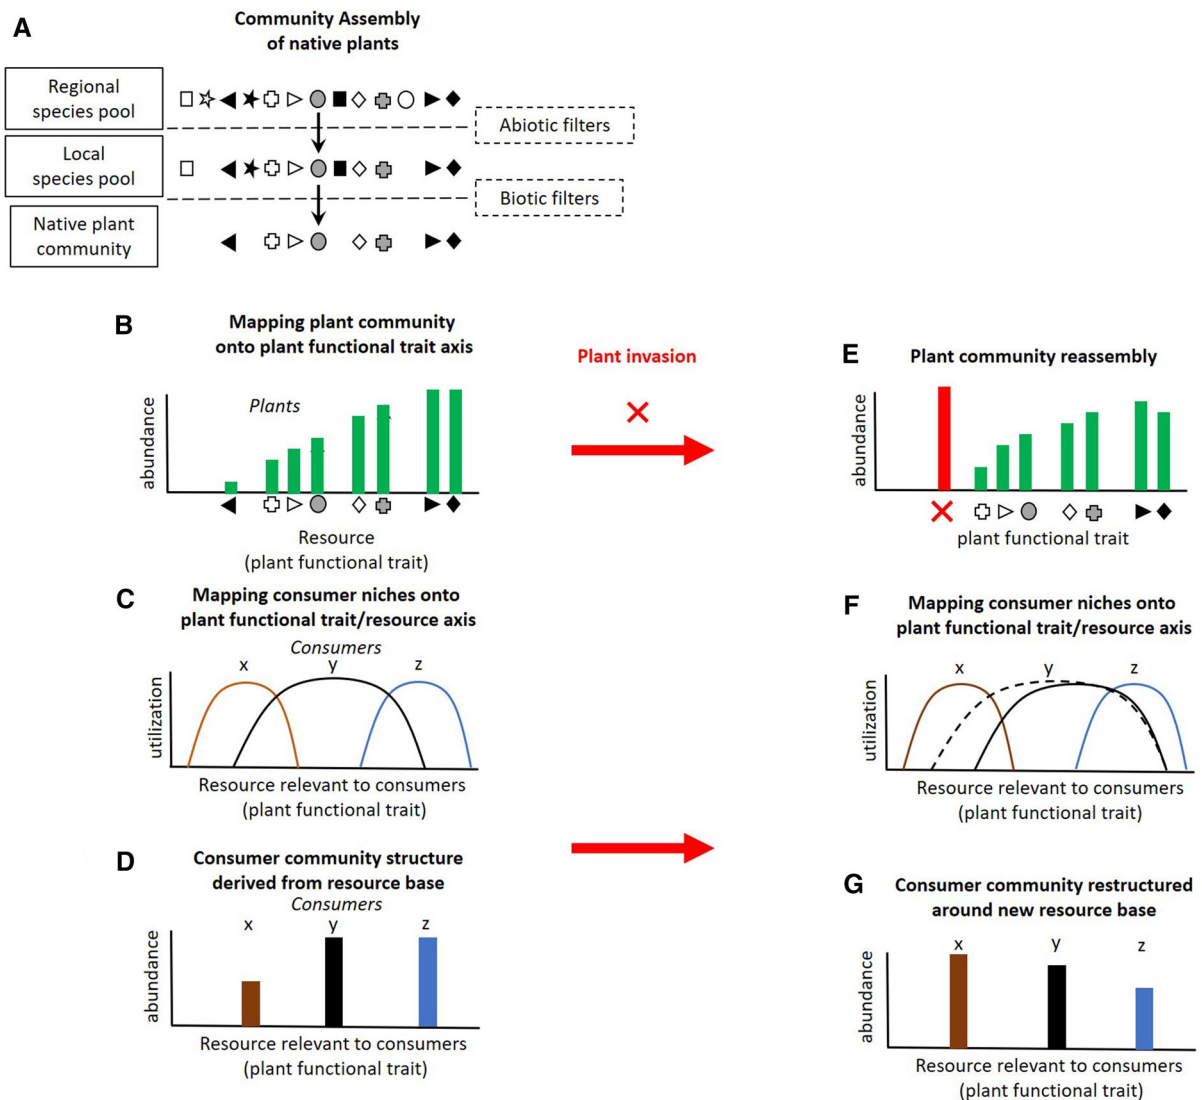 A
Community Assembly
of native plants
Regional
species pool
Abiotic filters
Local
species pool
Biotic filters
Native plant
community
B
Mapping plant community
onto plant functional trait axis
abundance
Plants
Resource
(plant functional trait)
Plant invasion
E
Plant community reassembly
abundance
plant functional trait
C
Mapping consumer niches onto
plant functional trait/resource axis
Consumers
x y z
utilization
Resource relevant to consumers
(plant functional trait)
F
Mapping consumer niches onto
plant functional trait/resource axis
x y z
utilization
Resource relevant to consumers
(plant functional trait)
D
Consumer community structure
derived from resource base
Consumers
x y z
abundance
Resource relevant to consumers
(plant functional trait)
G
Consumer community restructured
around new resource base
x y z
abundance
Resource relevant to consumers
(plant functional trait)